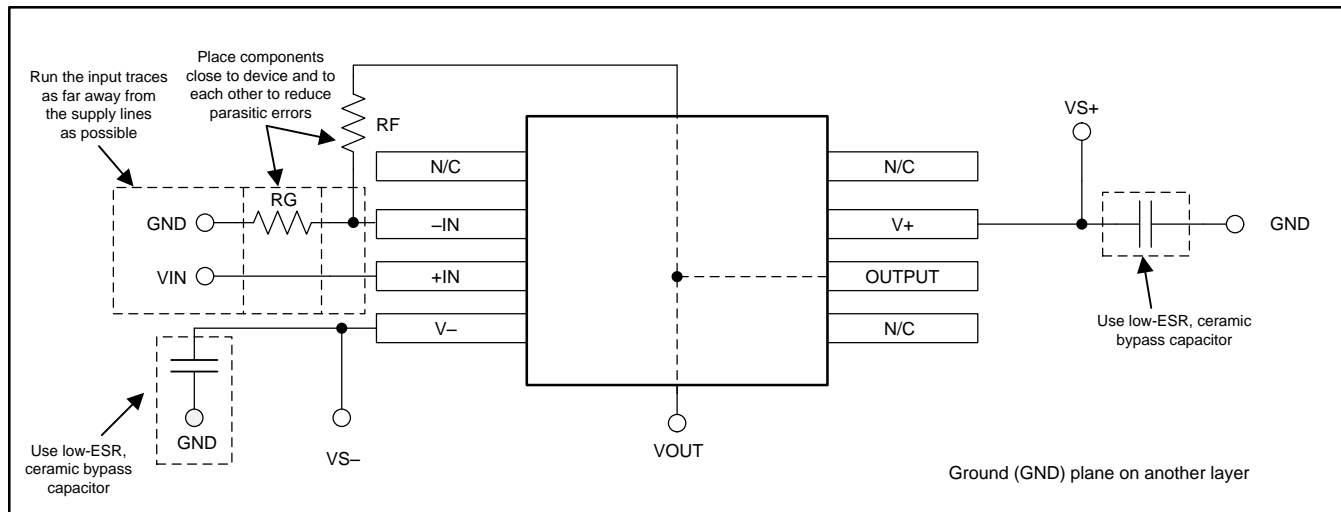 Run the input traces
as far away from
the supply lines
as possible
Place components
close to device and to
each other to reduce
parasitic errors
RF
N/C
RG
GND
–IN
VIN
+IN
V–
GND
Use low-ESR,
ceramic bypass
capacitor
VS–
VOUT
N/C
V+
OUTPUT
N/C
VS+
GND
Use low-ESR, ceramic
bypass capacitor
Ground (GND) plane on another layer